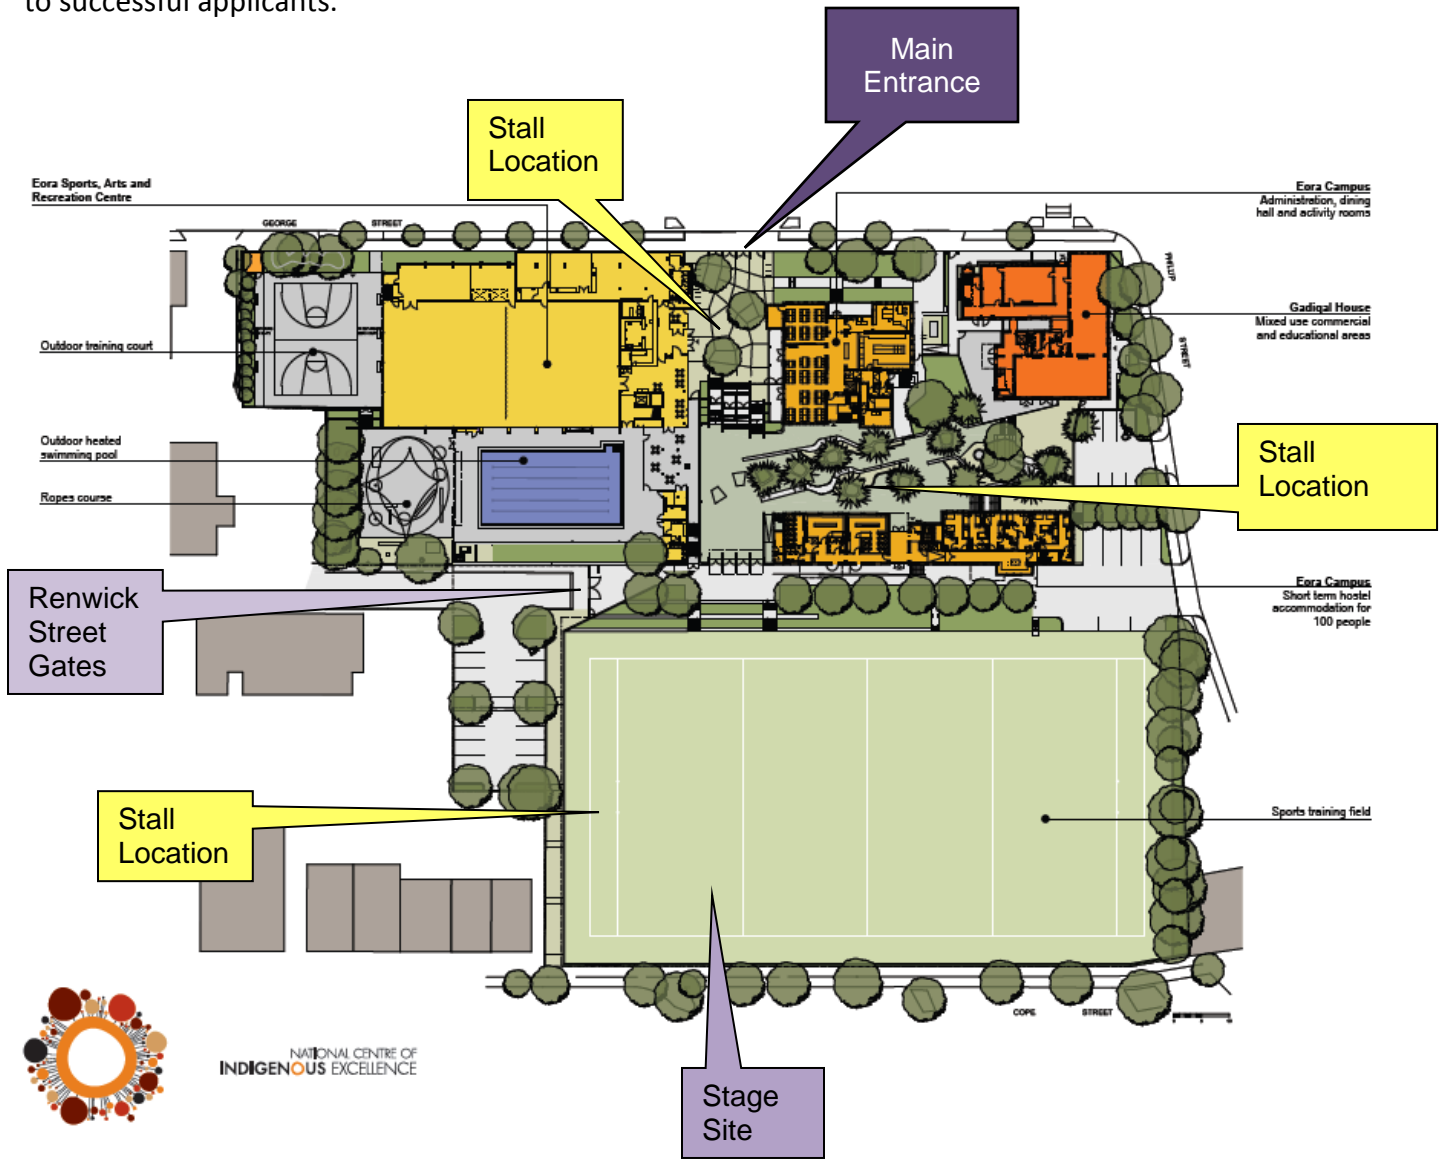 to successful applicants.
Main
Entrance
Stall
Location
Eora Sports, Arts and
Recreation Centre
Eora Campus
Administration, dining
hall and activity rooms
GEORGE STREET
PHILLIP
STREET
Gadigal House
Mixed use commercial
and educational areas
Outdoor training court
Outdoor heated
swimming pool
Ropes course
Stall
Location
Renwick
Street
Gates
Eora Campus
Short term hostel
accommodation for
100 people
Stall
Location
Sports training field
COPE STREET
NATIONAL CENTRE OF
INDIGENOUS EXCELLENCE
Stage
Site